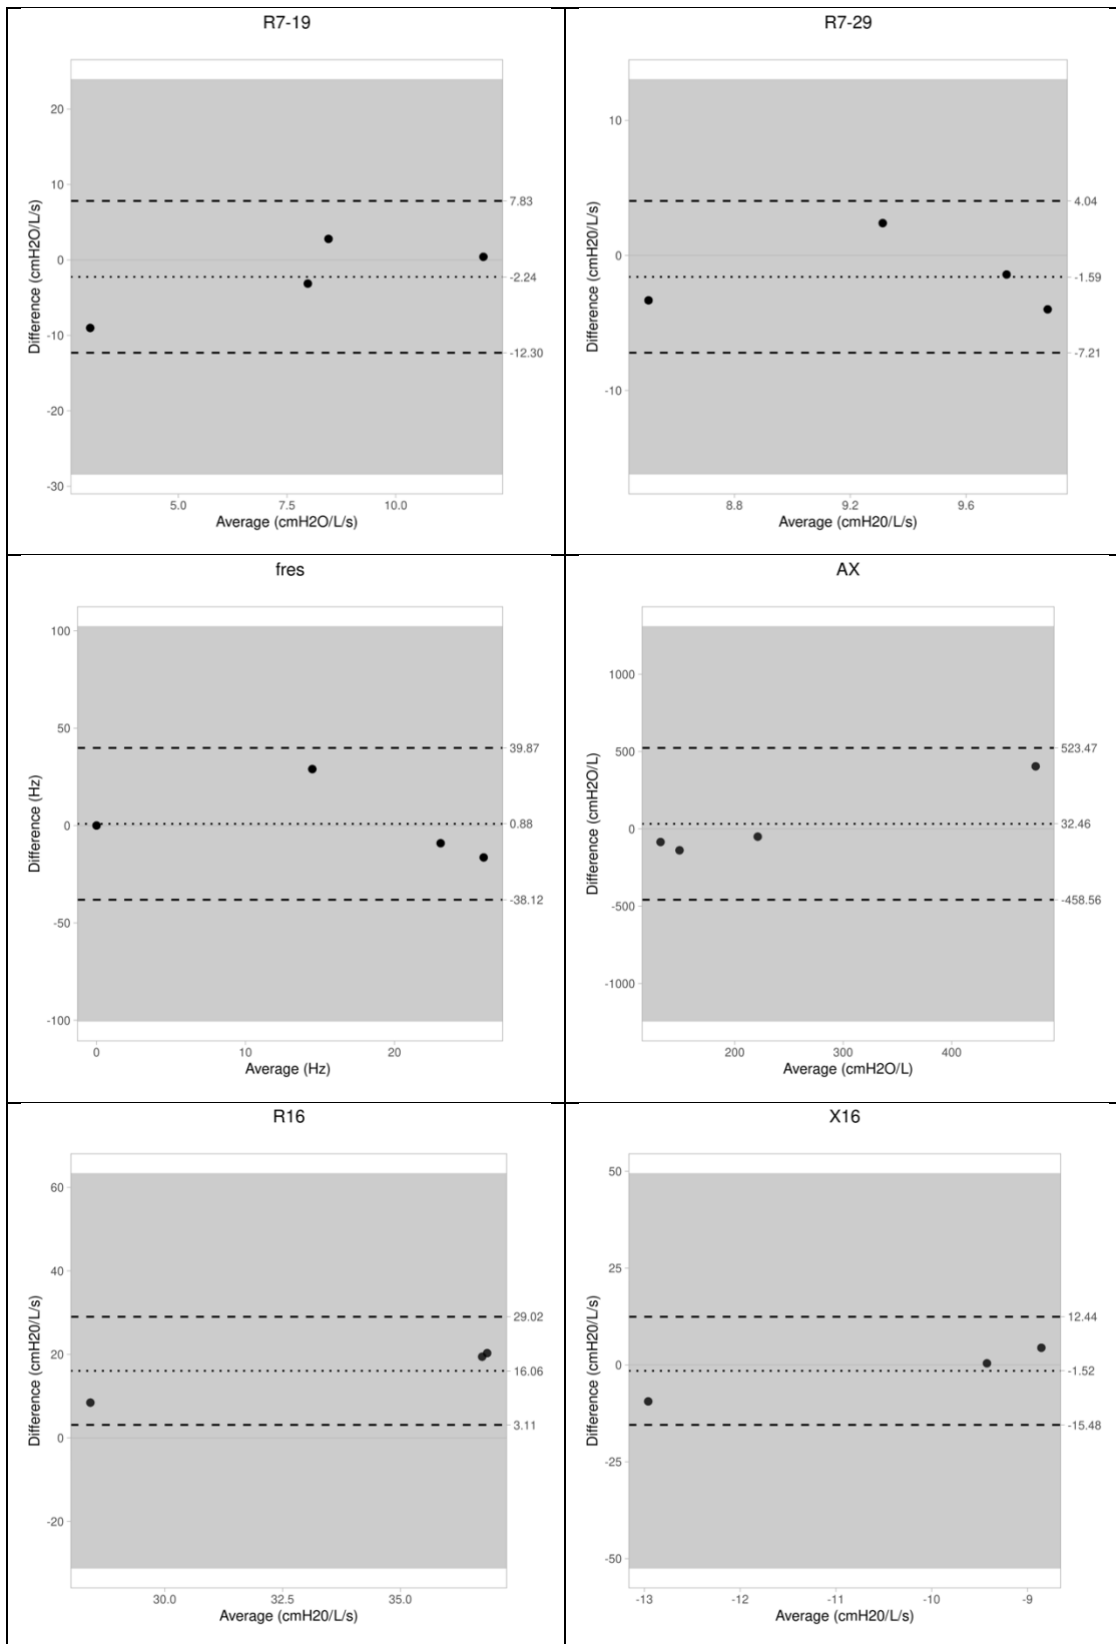 R7-19
20
10
0
-10
-20
-30
Difference (cmH2O/L/s)
7.83
-2.24
-12.30
5.0 7.5 10.0
Average (cmH2O/L/s)
R7-29
10
0
-10
Difference (cmH20/L/s)
4.04
-1.59
-7.21
8.8 9.2 9.6
Average (cmH20/L/s)
fres
100
50
0
-50
-100
Difference (Hz)
39.87
0.88
-38.12
0 10 20
Average (Hz)
AX
1000
500
0
-500
-1000
Difference (cmH2O/L)
523.47
32.46
-458.56
200 300 400
Average (cmH2O/L)
R16
60
40
20
0
-20
Difference (cmH20/L/s)
29.02
16.06
3.11
30.0 32.5 35.0
Average (cmH20/L/s)
X16
50
25
0
-25
-50
Difference (cmH20/L/s)
12.44
-1.52
-15.48
-13 -12 -11 -10 -9
Average (cmH20/L/s)